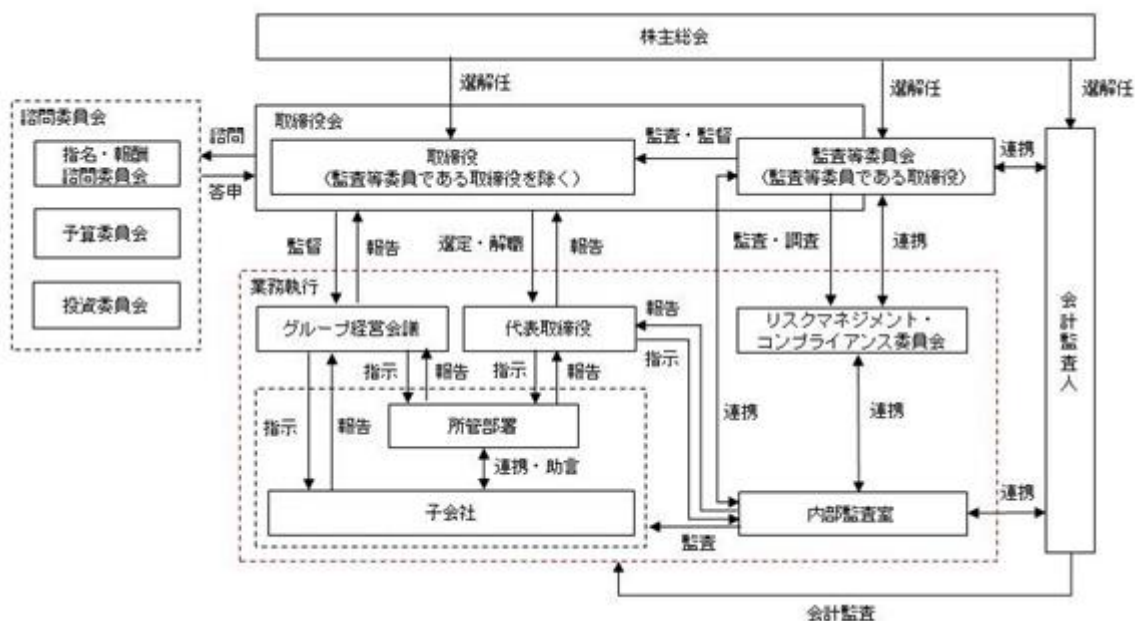 株主総会
選解任
選解任
選解任
諮問委員会
指名・報酬
諮問委員会
予算委員会
投資委員会
諮問
答申
取締役会
取締役
（監査等委員である取締役を除く）
監査・監督
監査等委員会
（監査等委員である取締役）
連携
会計監査人
監督
報告
選定・解職
報告
監査・調査
連携
業務執行
グループ経営会議
代表取締役
報告
指示
リスクマネジメント・
コンプライアンス委員会
指示
報告
指示
報告
所管部署
指示
報告
連携・助言
連携
連携
子会社
監査
内部監査室
連携
会計監査